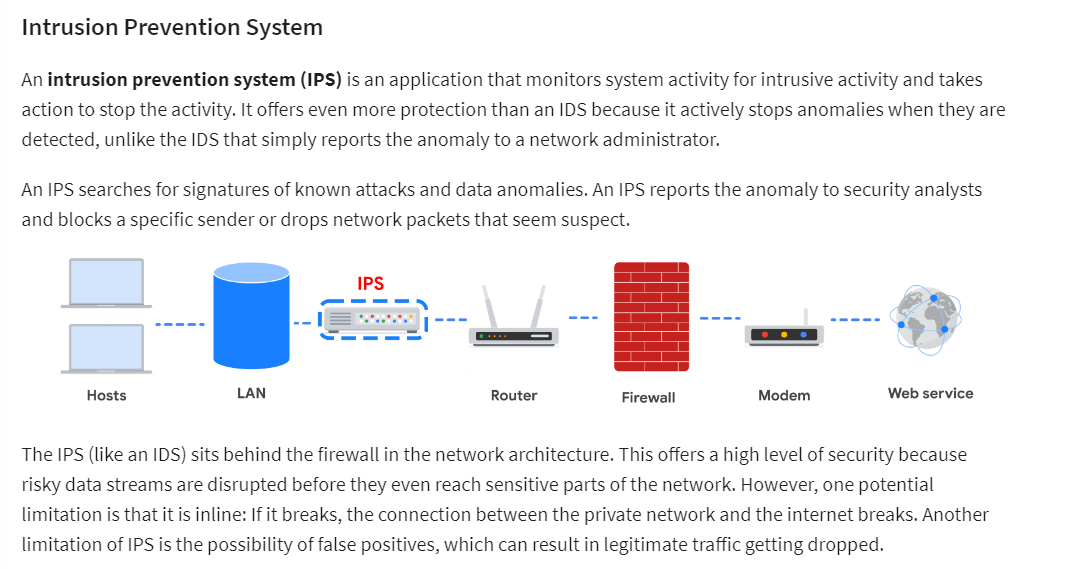 Intrusion Prevention System
An intrusion prevention system (IPS) is an application that monitors system activity for intrusive activity and takes
action to stop the activity. It offers even more protection than an IDS because it actively stops anomalies when they are
detected, unlike the IDS that simply reports the anomaly to a network administrator.
An IPS searches for signatures of known attacks and data anomalies. An IPS reports the anomaly to security analysts
and blocks a specific sender or drops network packets that seem suspect.
IPS
Hosts
LAN
Router
Firewall
Modem
Web service
The IPS (like an IDS) sits behind the firewall in the network architecture. This offers a high level of security because
risky data streams are disrupted before they even reach sensitive parts of the network. However, one potential
limitation is that it is inline: If it breaks, the connection between the private network and the internet breaks. Another
limitation of IPS is the possibility of false positives, which can result in legitimate traffic getting dropped.